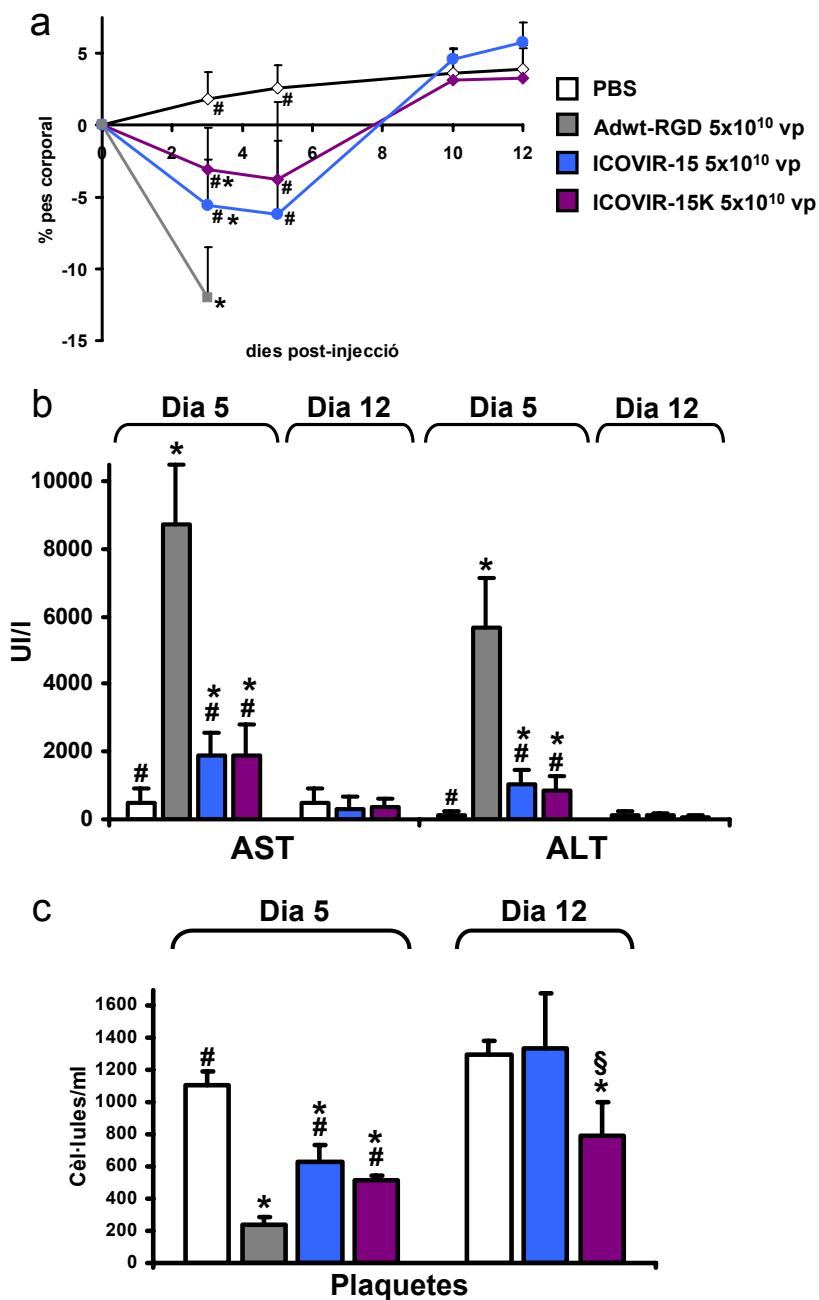 a
5
0
-5
-10
-15
0 2 4 6 8 10 12
% pes corporal
dies post-injecció
# #
#* #
#* #
*
PBS
Adwt-RGD 5x10¹⁰ vp
ICOVIR-15 5x10¹⁰ vp
ICOVIR-15K 5x10¹⁰ vp
b
Dia 5 Dia 12 Dia 5 Dia 12
10000
8000
6000
4000
2000
0
UI/l
# * *# *# # * *# *#
AST ALT
c
Dia 5 Dia 12
1600
1400
1200
1000
800
600
400
200
0
Cèl·lules/ml
# * *# *# §*
Plaquetes